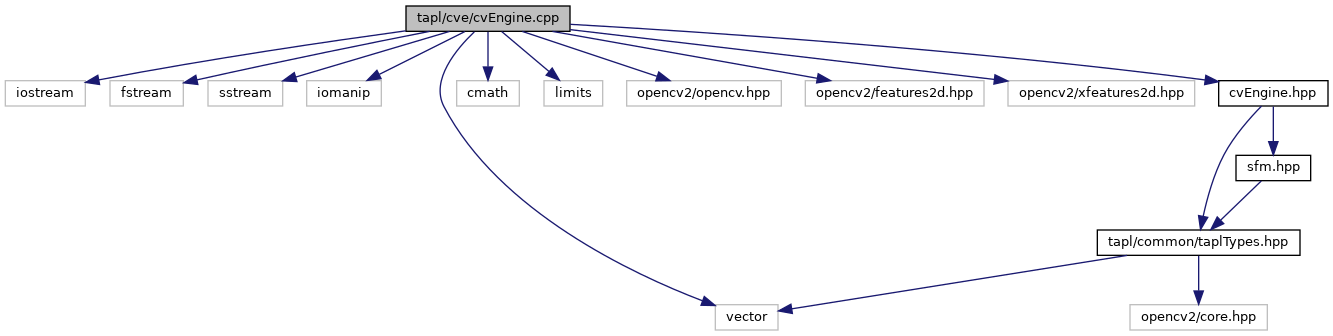 tapl/cve/cvEngine.cpp
iostream
fstream
sstream
iomanip
cmath
limits
opencv2/opencv.hpp
opencv2/features2d.hpp
opencv2/xfeatures2d.hpp
cvEngine.hpp
sfm.hpp
tapl/common/taplTypes.hpp
vector
opencv2/core.hpp